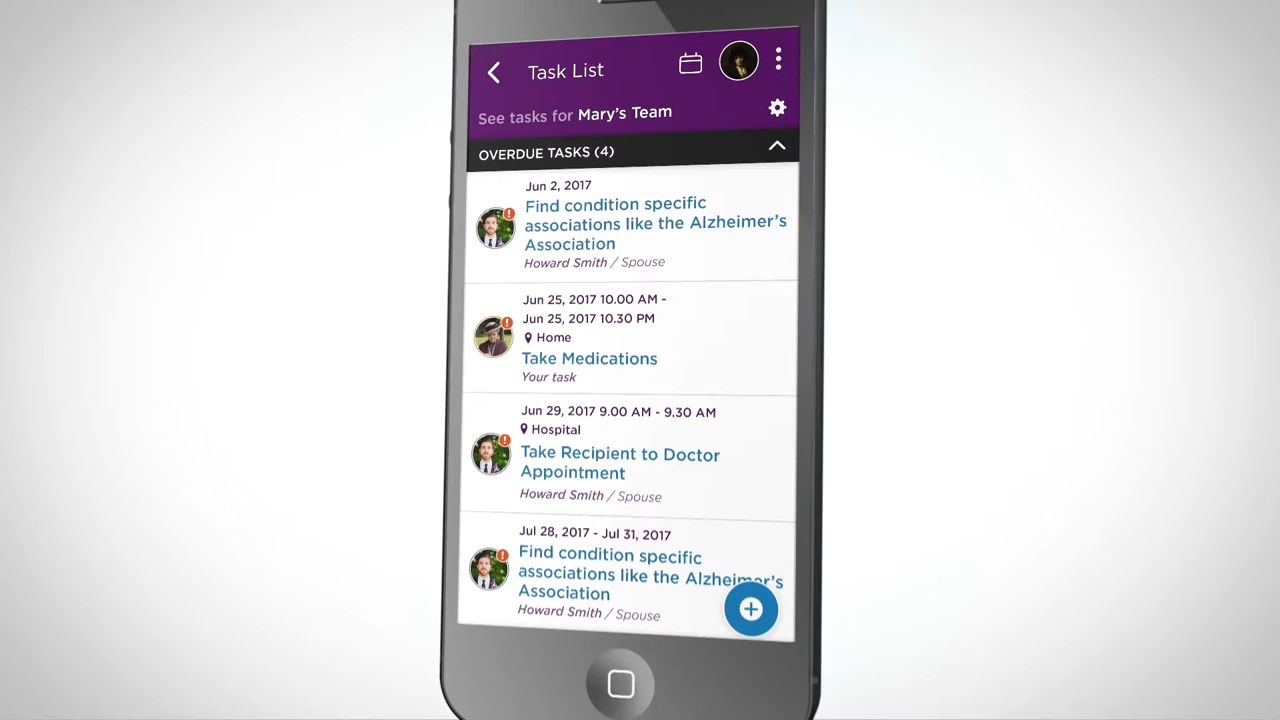 Task List
See tasks for Mary's Team
OVERDUE TASKS (4)
Jun 2, 2017
Find condition specific
associations like the Alzheimer's
Association
Howard Smith / Spouse
Jun 25, 2017 10.00 AM -
Jun 25, 2017 10.30 PM
Home
Take Medications
Your task
Jun 29, 2017 9.00 AM - 9.30 AM
Hospital
Take Recipient to Doctor
Appointment
Howard Smith / Spouse
Jul 28, 2017 - Jul 31, 2017
Find condition specific
associations like the Alzheimer's
Association
Howard Smith / Spouse